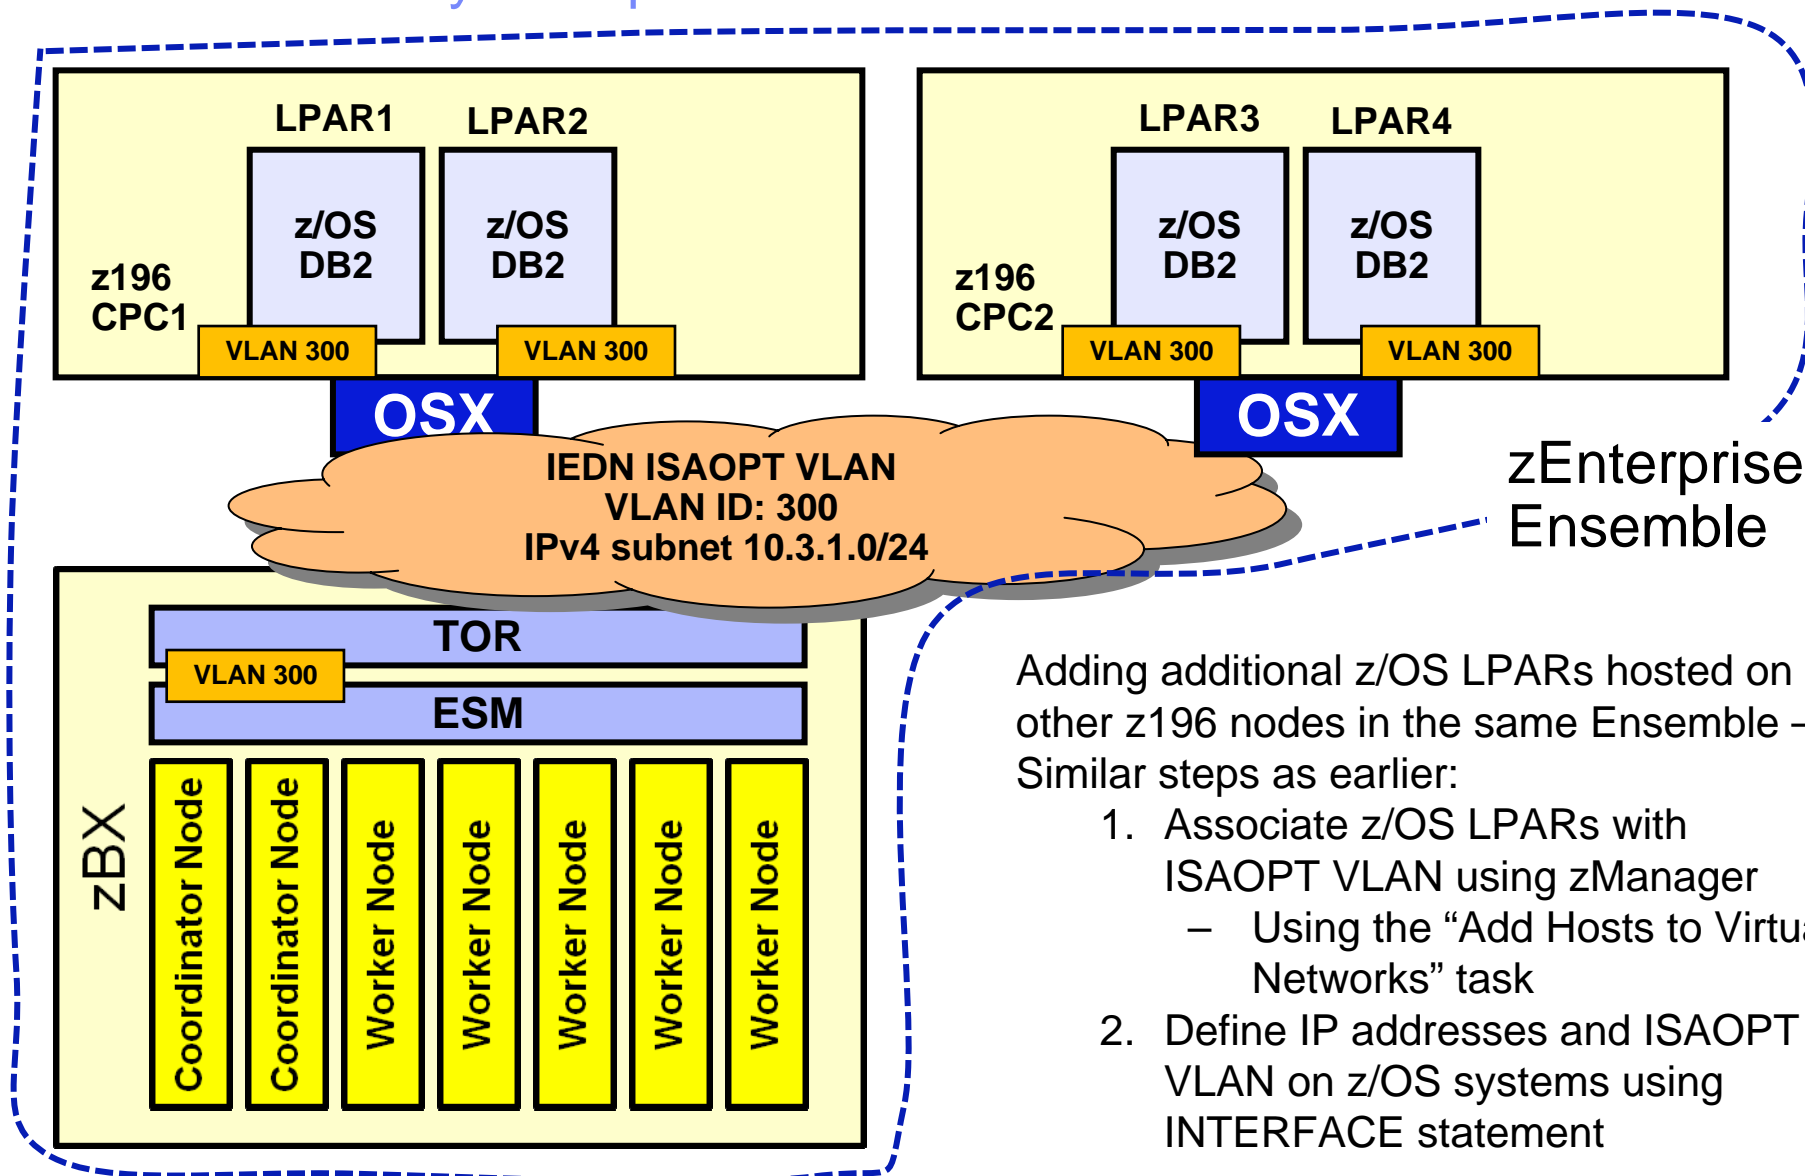 LPAR1
LPAR2
z/OS
DB2
z/OS
DB2
z196
CPC1
VLAN 300
VLAN 300
OSX
LPAR3
LPAR4
z/OS
DB2
z/OS
DB2
z196
CPC2
VLAN 300
VLAN 300
OSX
IEDN ISAOPT VLAN
VLAN ID: 300
IPv4 subnet 10.3.1.0/24
zEnterprise
Ensemble
TOR
VLAN 300
ESM
zBX
Coordinator Node
Coordinator Node
Worker Node
Worker Node
Worker Node
Worker Node
Worker Node
Adding additional z/OS LPARs hosted on
other z196 nodes in the same Ensemble –
Similar steps as earlier:
1. Associate z/OS LPARs with
ISAOPT VLAN using zManager
– Using the “Add Hosts to
Networks” task
2. Define IP addresses and ISAOPT
VLAN on z/OS systems using
INTERFACE statement